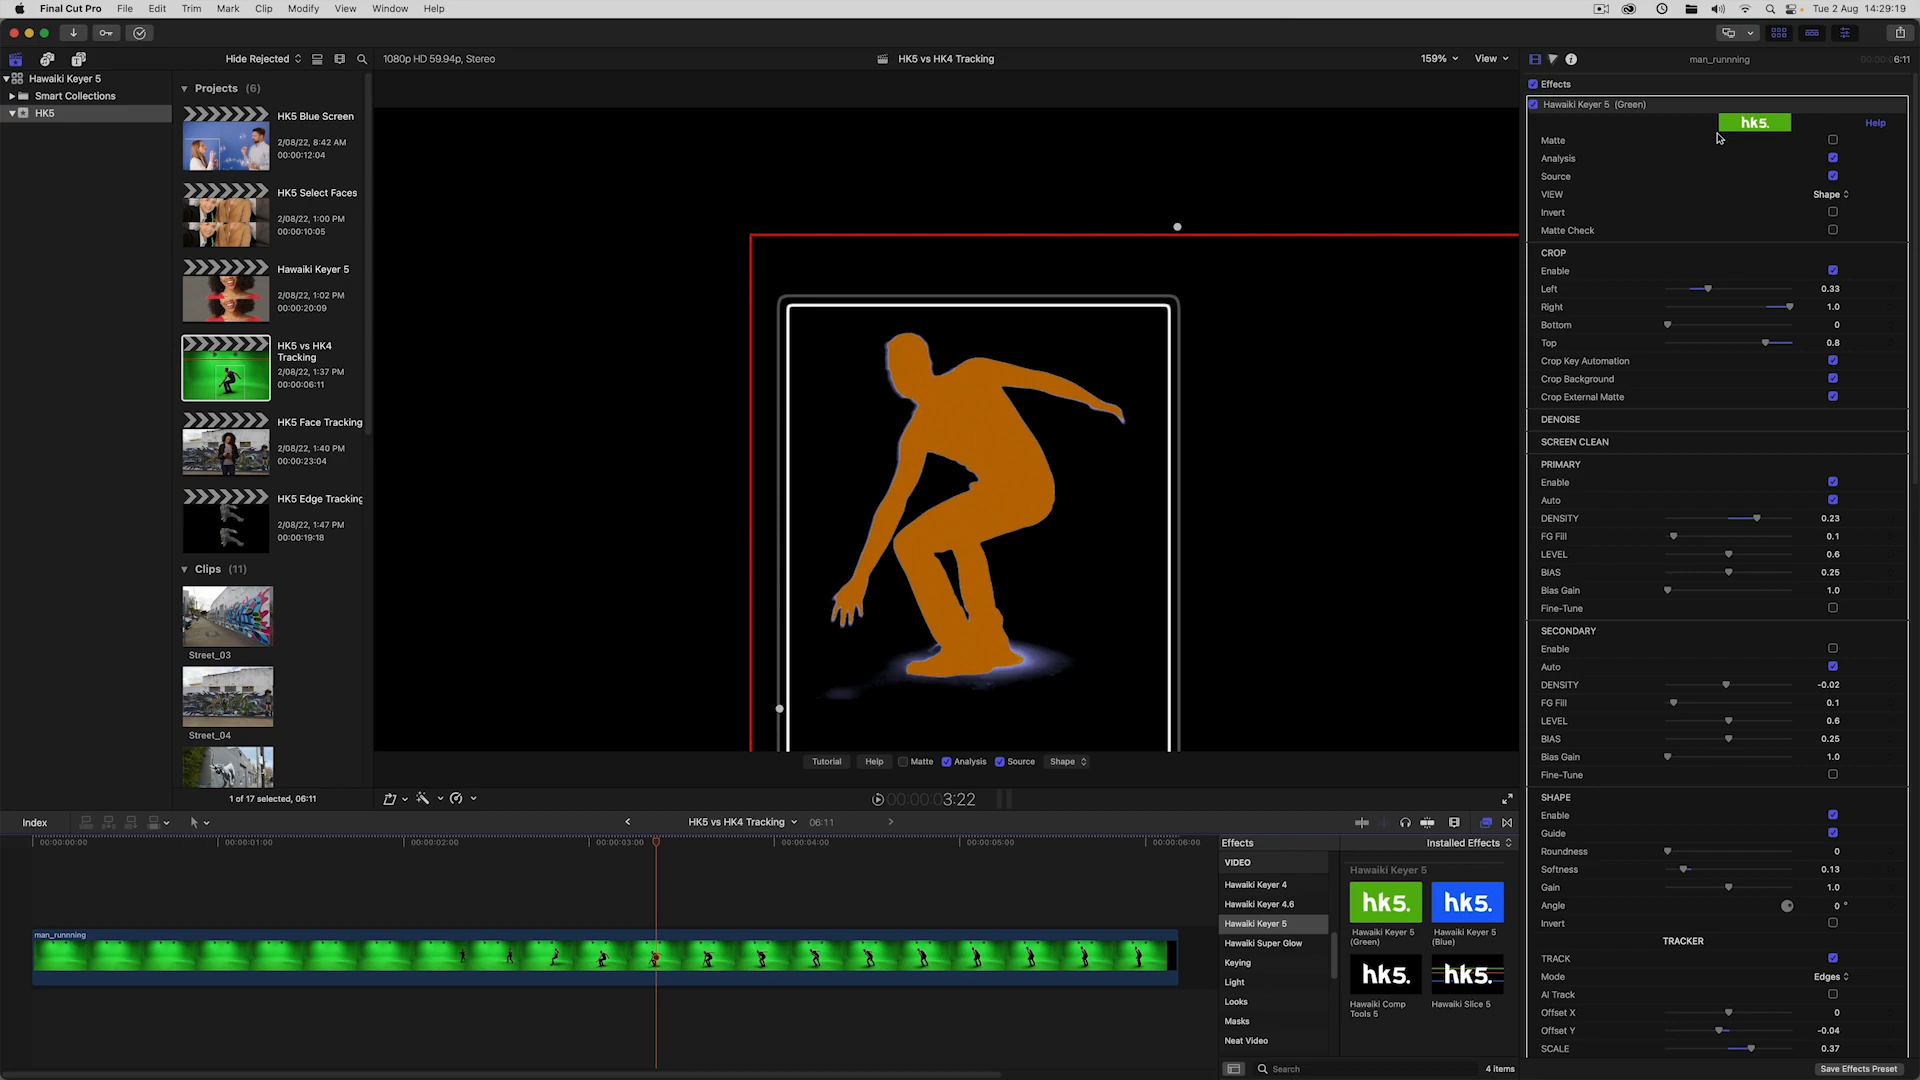 Final Cut Pro File Edit Trim Mark Clip Modify View Window Help Tue 2 Aug 14:29:19
Hide Rejected 1080p HD 59.94p, Stereo HK5 vs HK4 Tracking 159% View man_runnning 6:11
Hawaiki Keyer 5
Smart Collections
HK5
Projects (6)
HK5 Blue Screen
2/08/22, 8:42 AM
00:00:12:04
HK5 Select Faces
2/08/22, 1:00 PM
00:00:10:05
Hawaiki Keyer 5
2/08/22, 1:02 PM
00:00:20:09
HK5 vs HK4
Tracking
2/08/22, 1:37 PM
00:00:06:11
HK5 Face Tracking
2/08/22, 1:40 PM
00:00:23:04
HK5 Edge Tracking
2/08/22, 1:47 PM
00:00:19:18
Clips (11)
Street_03
Street_04
1 of 17 selected, 06:11
Tutorial Help Matte Analysis Source Shape
00:00:00 3:22
Effects
Hawaiki Keyer 5 (Green)
hk5. Help
Matte
Analysis
Source
VIEW Shape
Invert
Matte Check
CROP
Enable
Left 0.33
Right 1.0
Bottom 0
Top 0.8
Crop Key Automation
Crop Background
Crop External Matte
DENOISE
SCREEN CLEAN
PRIMARY
Enable
Auto
DENSITY 0.23
FG Fill 0.1
LEVEL 0.6
BIAS 0.25
Bias Gain 1.0
Fine-Tune
SECONDARY
Enable
Auto
DENSITY -0.02
FG Fill 0.1
LEVEL 0.6
BIAS 0.25
Bias Gain 1.0
Fine-Tune
SHAPE
Enable
Guide
Roundness 0
Softness 0.13
Gain 1.0
Angle 0 °
Invert
TRACKER
TRACK
Mode Edges
AI Track
Offset X 0
Offset Y -0.04
SCALE 0.37
Save Effects Preset
Index HK5 vs HK4 Tracking 06:11
00:00:00:00 00:00:01:00 00:00:02:00 00:00:03:00 00:00:04:00 00:00:05:00 00:00:06:00
man_runnning
Effects Installed Effects
VIDEO
Hawaiki Keyer 4
Hawaiki Keyer 4.6
Hawaiki Keyer 5
Hawaiki Super Glow
Keying
Light
Looks
Masks
Neat Video
Hawaiki Keyer 5
hk5. hk5.
Hawaiki Keyer 5 Hawaiki Keyer 5
(Green) (Blue)
hk5. hk5.
Hawaiki Comp Hawaiki Slice 5
Tools 5
Search 4 items